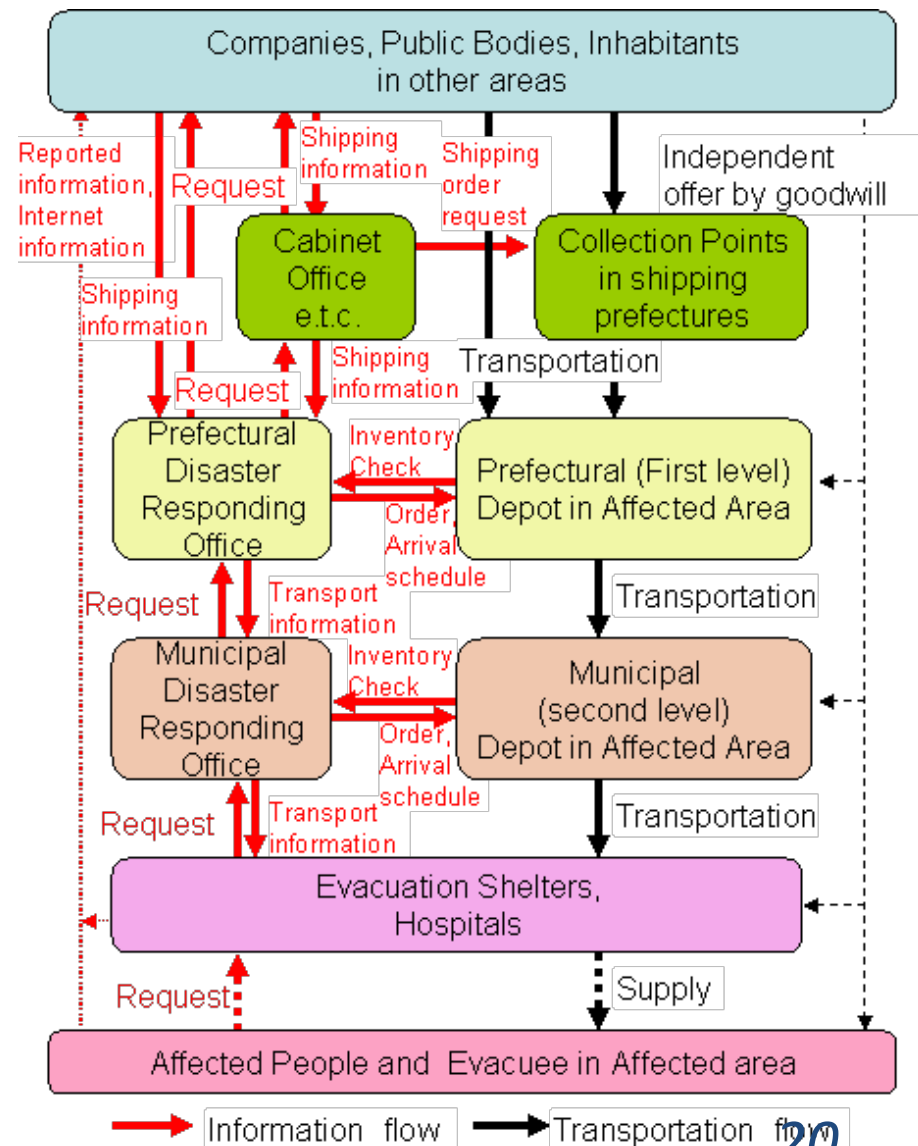 Companies, Public Bodies, Inhabitants
in other areas
Reported
information,
Internet
information
Request
Shipping
information
Shipping
order
request
Independent
offer by goodwill
Cabinet
Office
e.t.c.
Collection Points
in shipping
prefectures
Shipping
information
Request
Shipping
information
Transportation
Prefectural
Disaster
Responding
Office
Inventory
Check
Order,
Arrival
schedule
Prefectural (First level)
Depot in Affected Area
Request
Transport
information
Transportation
Municipal
Disaster
Responding
Office
Inventory
Check
Order,
Arrival
schedule
Municipal
(second level)
Depot in Affected Area
Request
Transport
information
Transportation
Evacuation Shelters,
Hospitals
Request
Supply
Affected People and Evacuee in Affected area
Information flow
Transportation flow
20